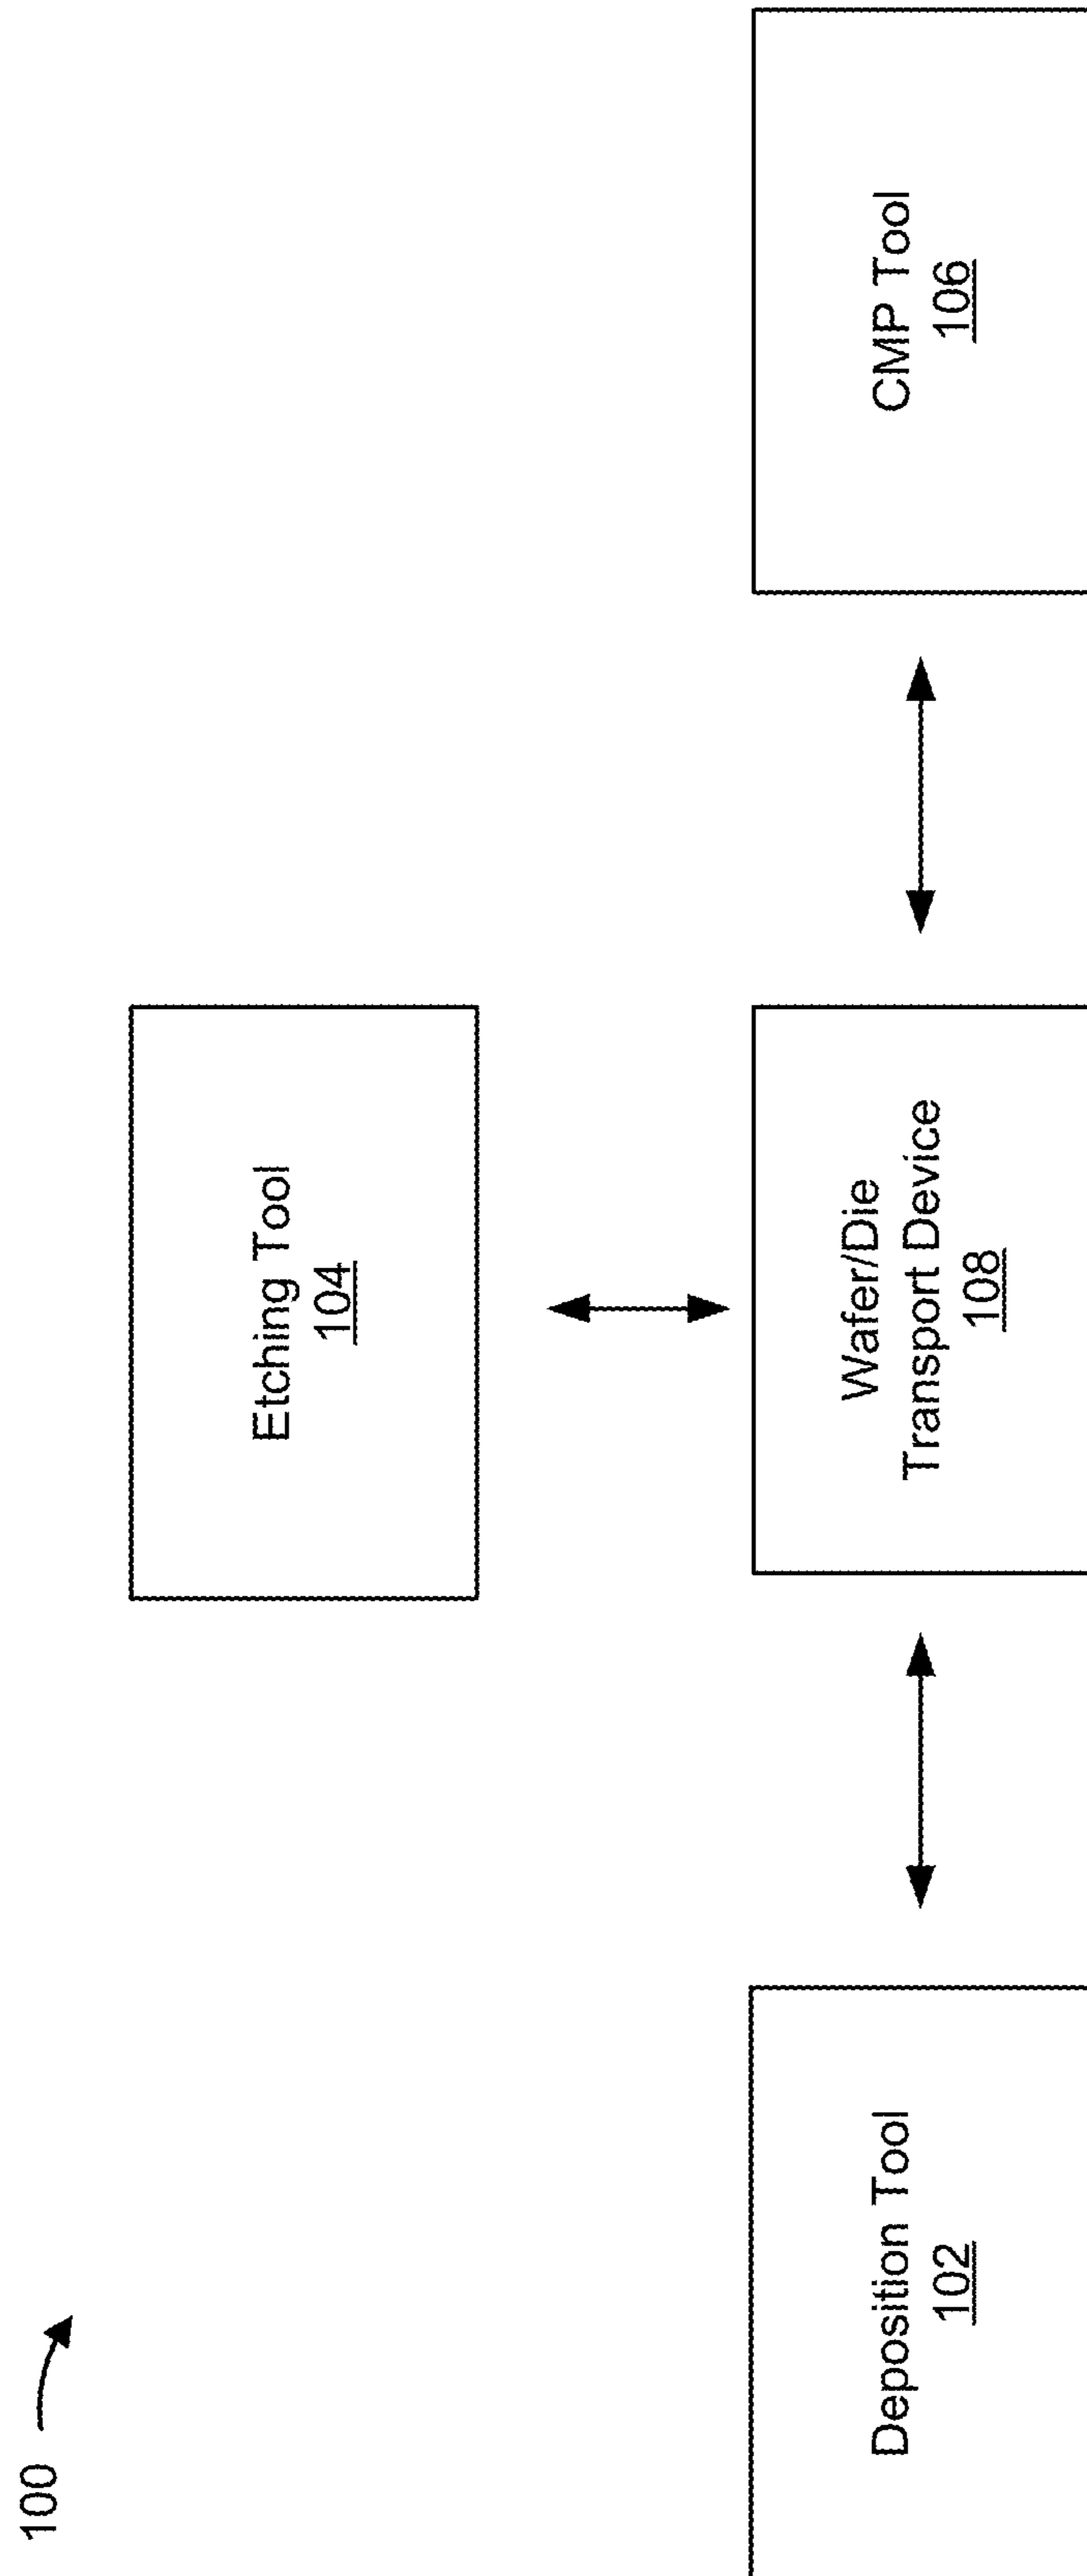 100
Etching Tool
104
Deposition Tool
102
Wafer/Die
Transport Device
108
CMP Tool
106